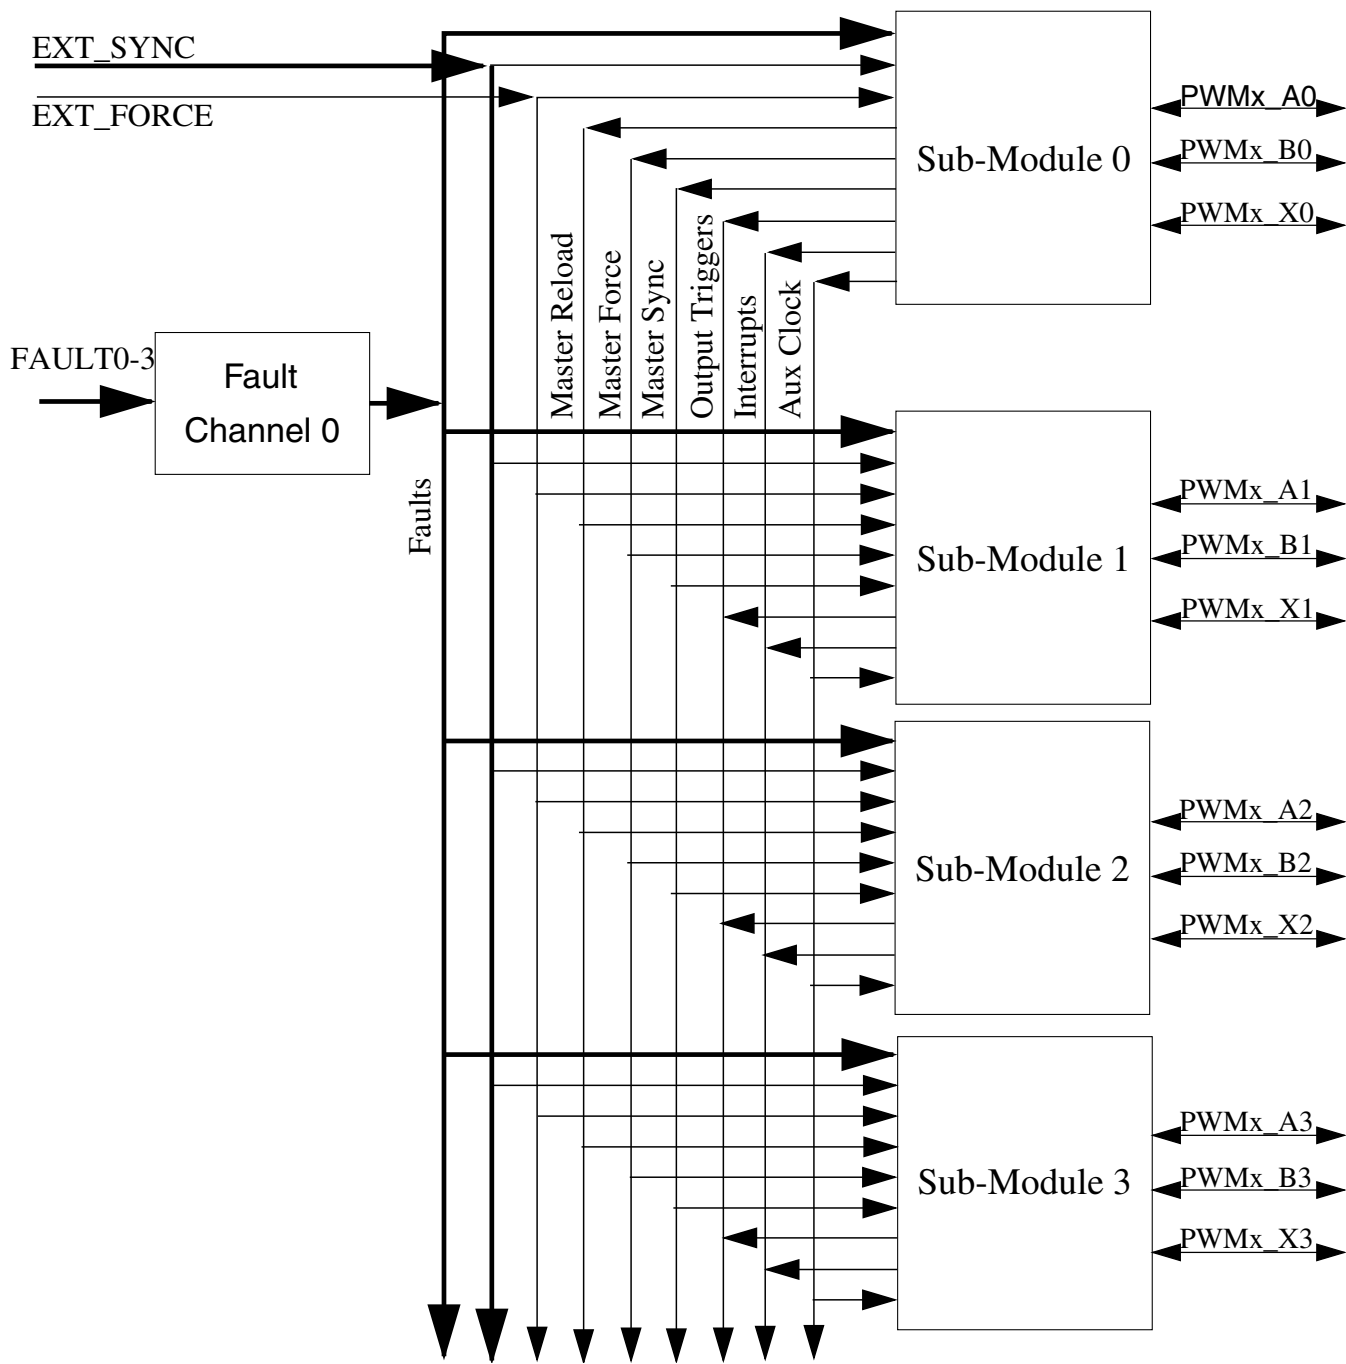 EXT_SYNC
EXT_FORCE
Sub-Module 0
PWMx_A0
PWMx_B0
PWMx_X0
Master Reload
Master Force
Master Sync
Output Triggers
Interrupts
Aux Clock
FAULT0-3
Fault
Channel 0
Faults
Sub-Module 1
PWMx_A1
PWMx_B1
PWMx_X1
Sub-Module 2
PWMx_A2
PWMx_B2
PWMx_X2
Sub-Module 3
PWMx_A3
PWMx_B3
PWMx_X3